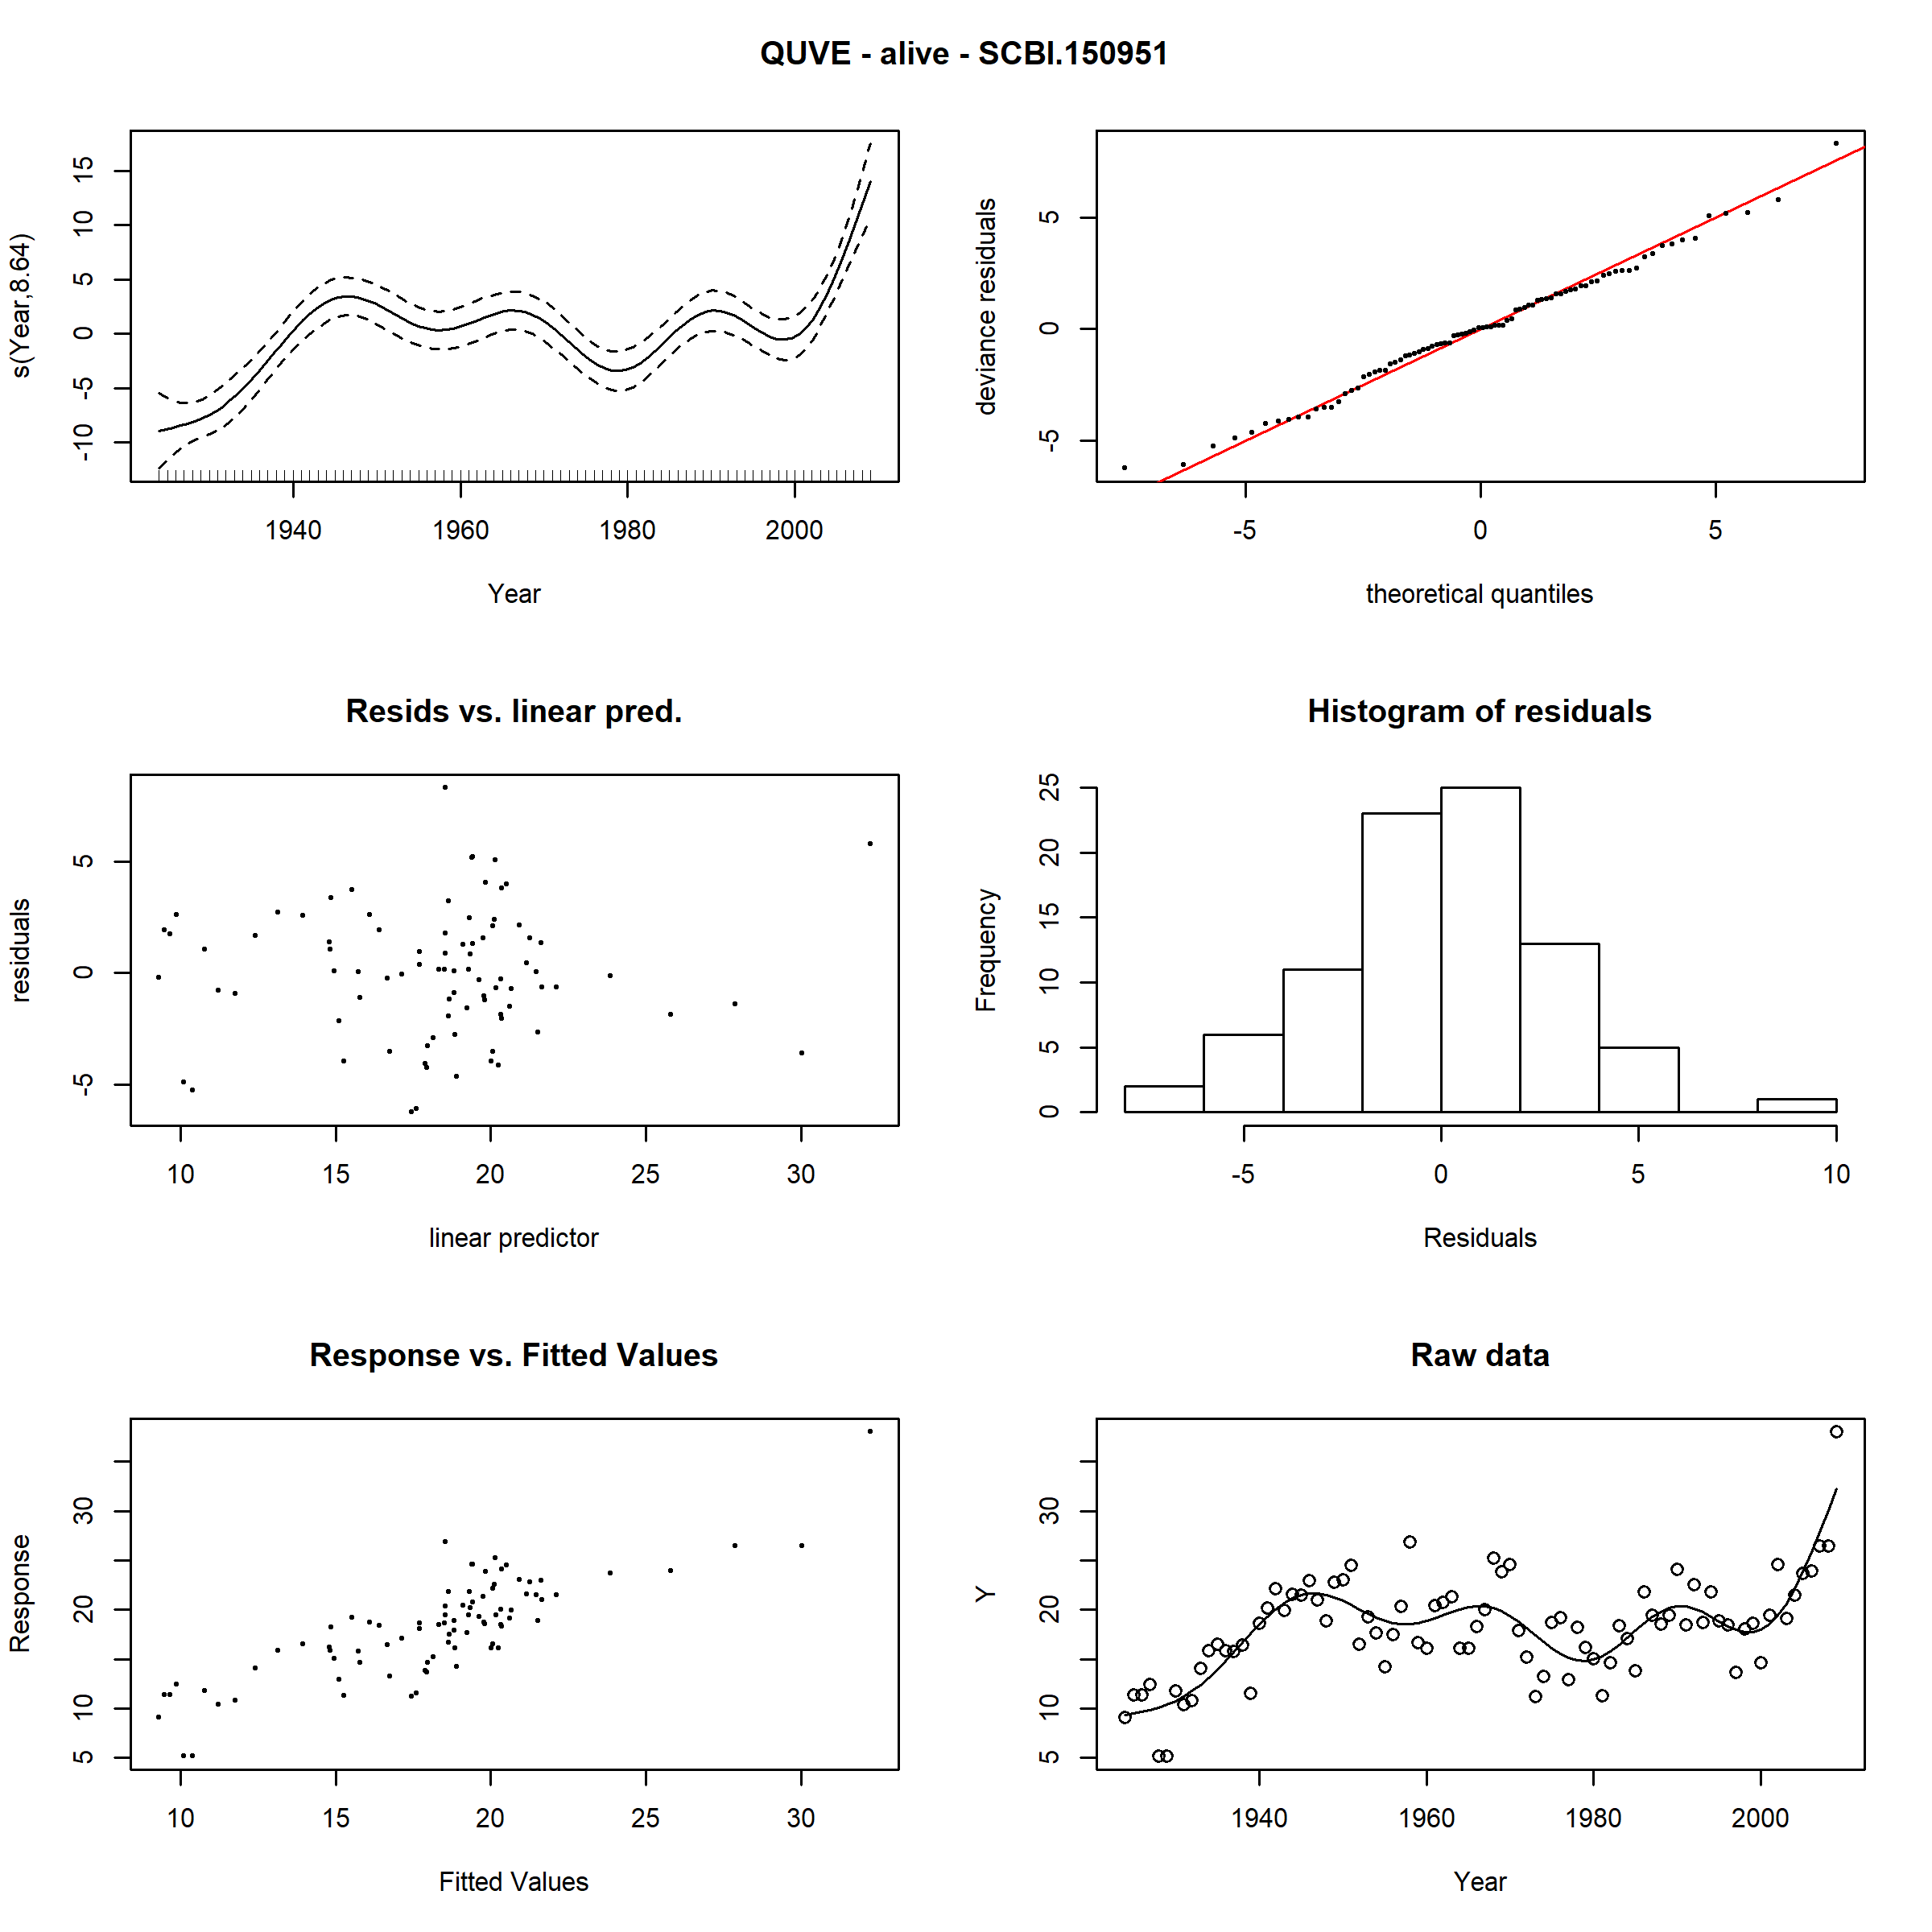 QUVE - alive - SCBI.150951
s(Year,8.64)
15
10
5
0
-5
-10
1940 1960 1980 2000
Year
deviance residuals
5
0
-5
-5 0 5
theoretical quantiles
Resids vs. linear pred.
residuals
5
0
-5
10 15 20 25 30
linear predictor
Histogram of residuals
Frequency
25
20
15
10
5
0
-5 0 5 10
Residuals
Response vs. Fitted Values
Response
30
20
10
5
10 15 20 25 30
Fitted Values
Raw data
Y
30
20
10
5
1940 1960 1980 2000
Year